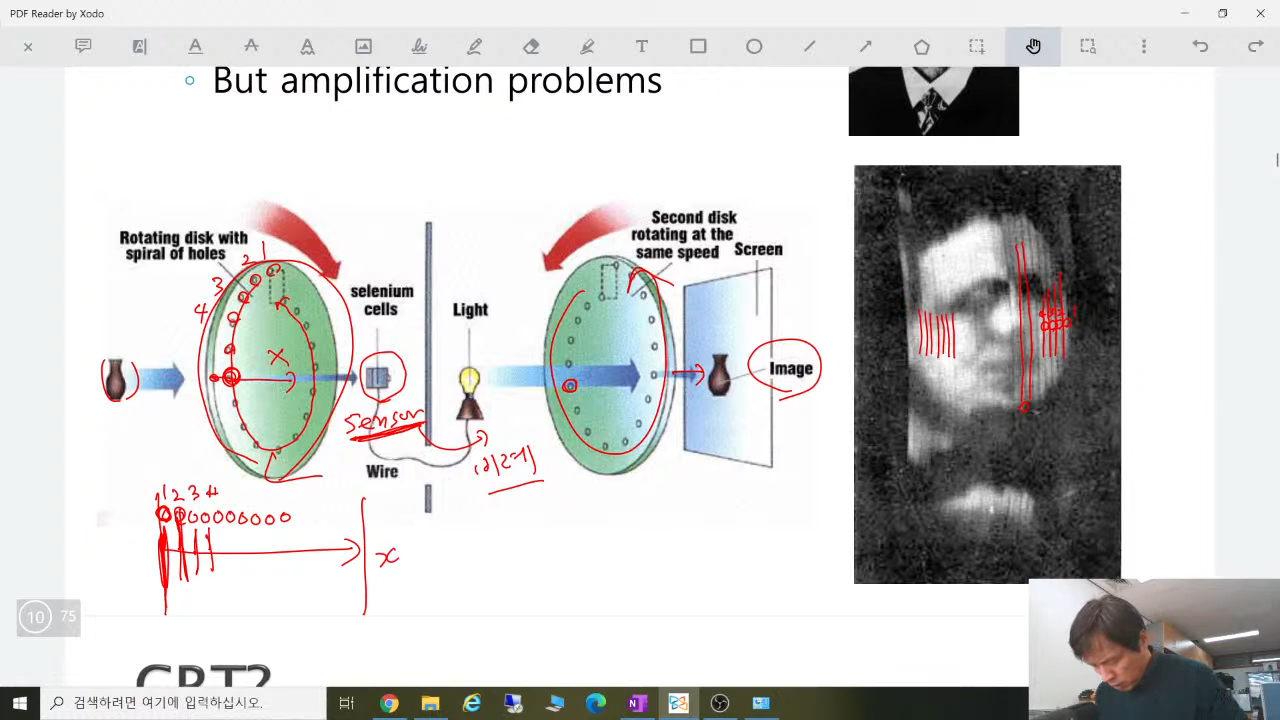 PDF Reader by Xodo
But amplification problems
Rotating disk with
spiral of holes
1
2
3
4
selenium
cells
Light
Second disk
rotating at the
same speed
Screen
X
Image
sensor
Wire
1 2 3 4
x
10 75
CRT?
검색하려면 여기에 입력하십시오.